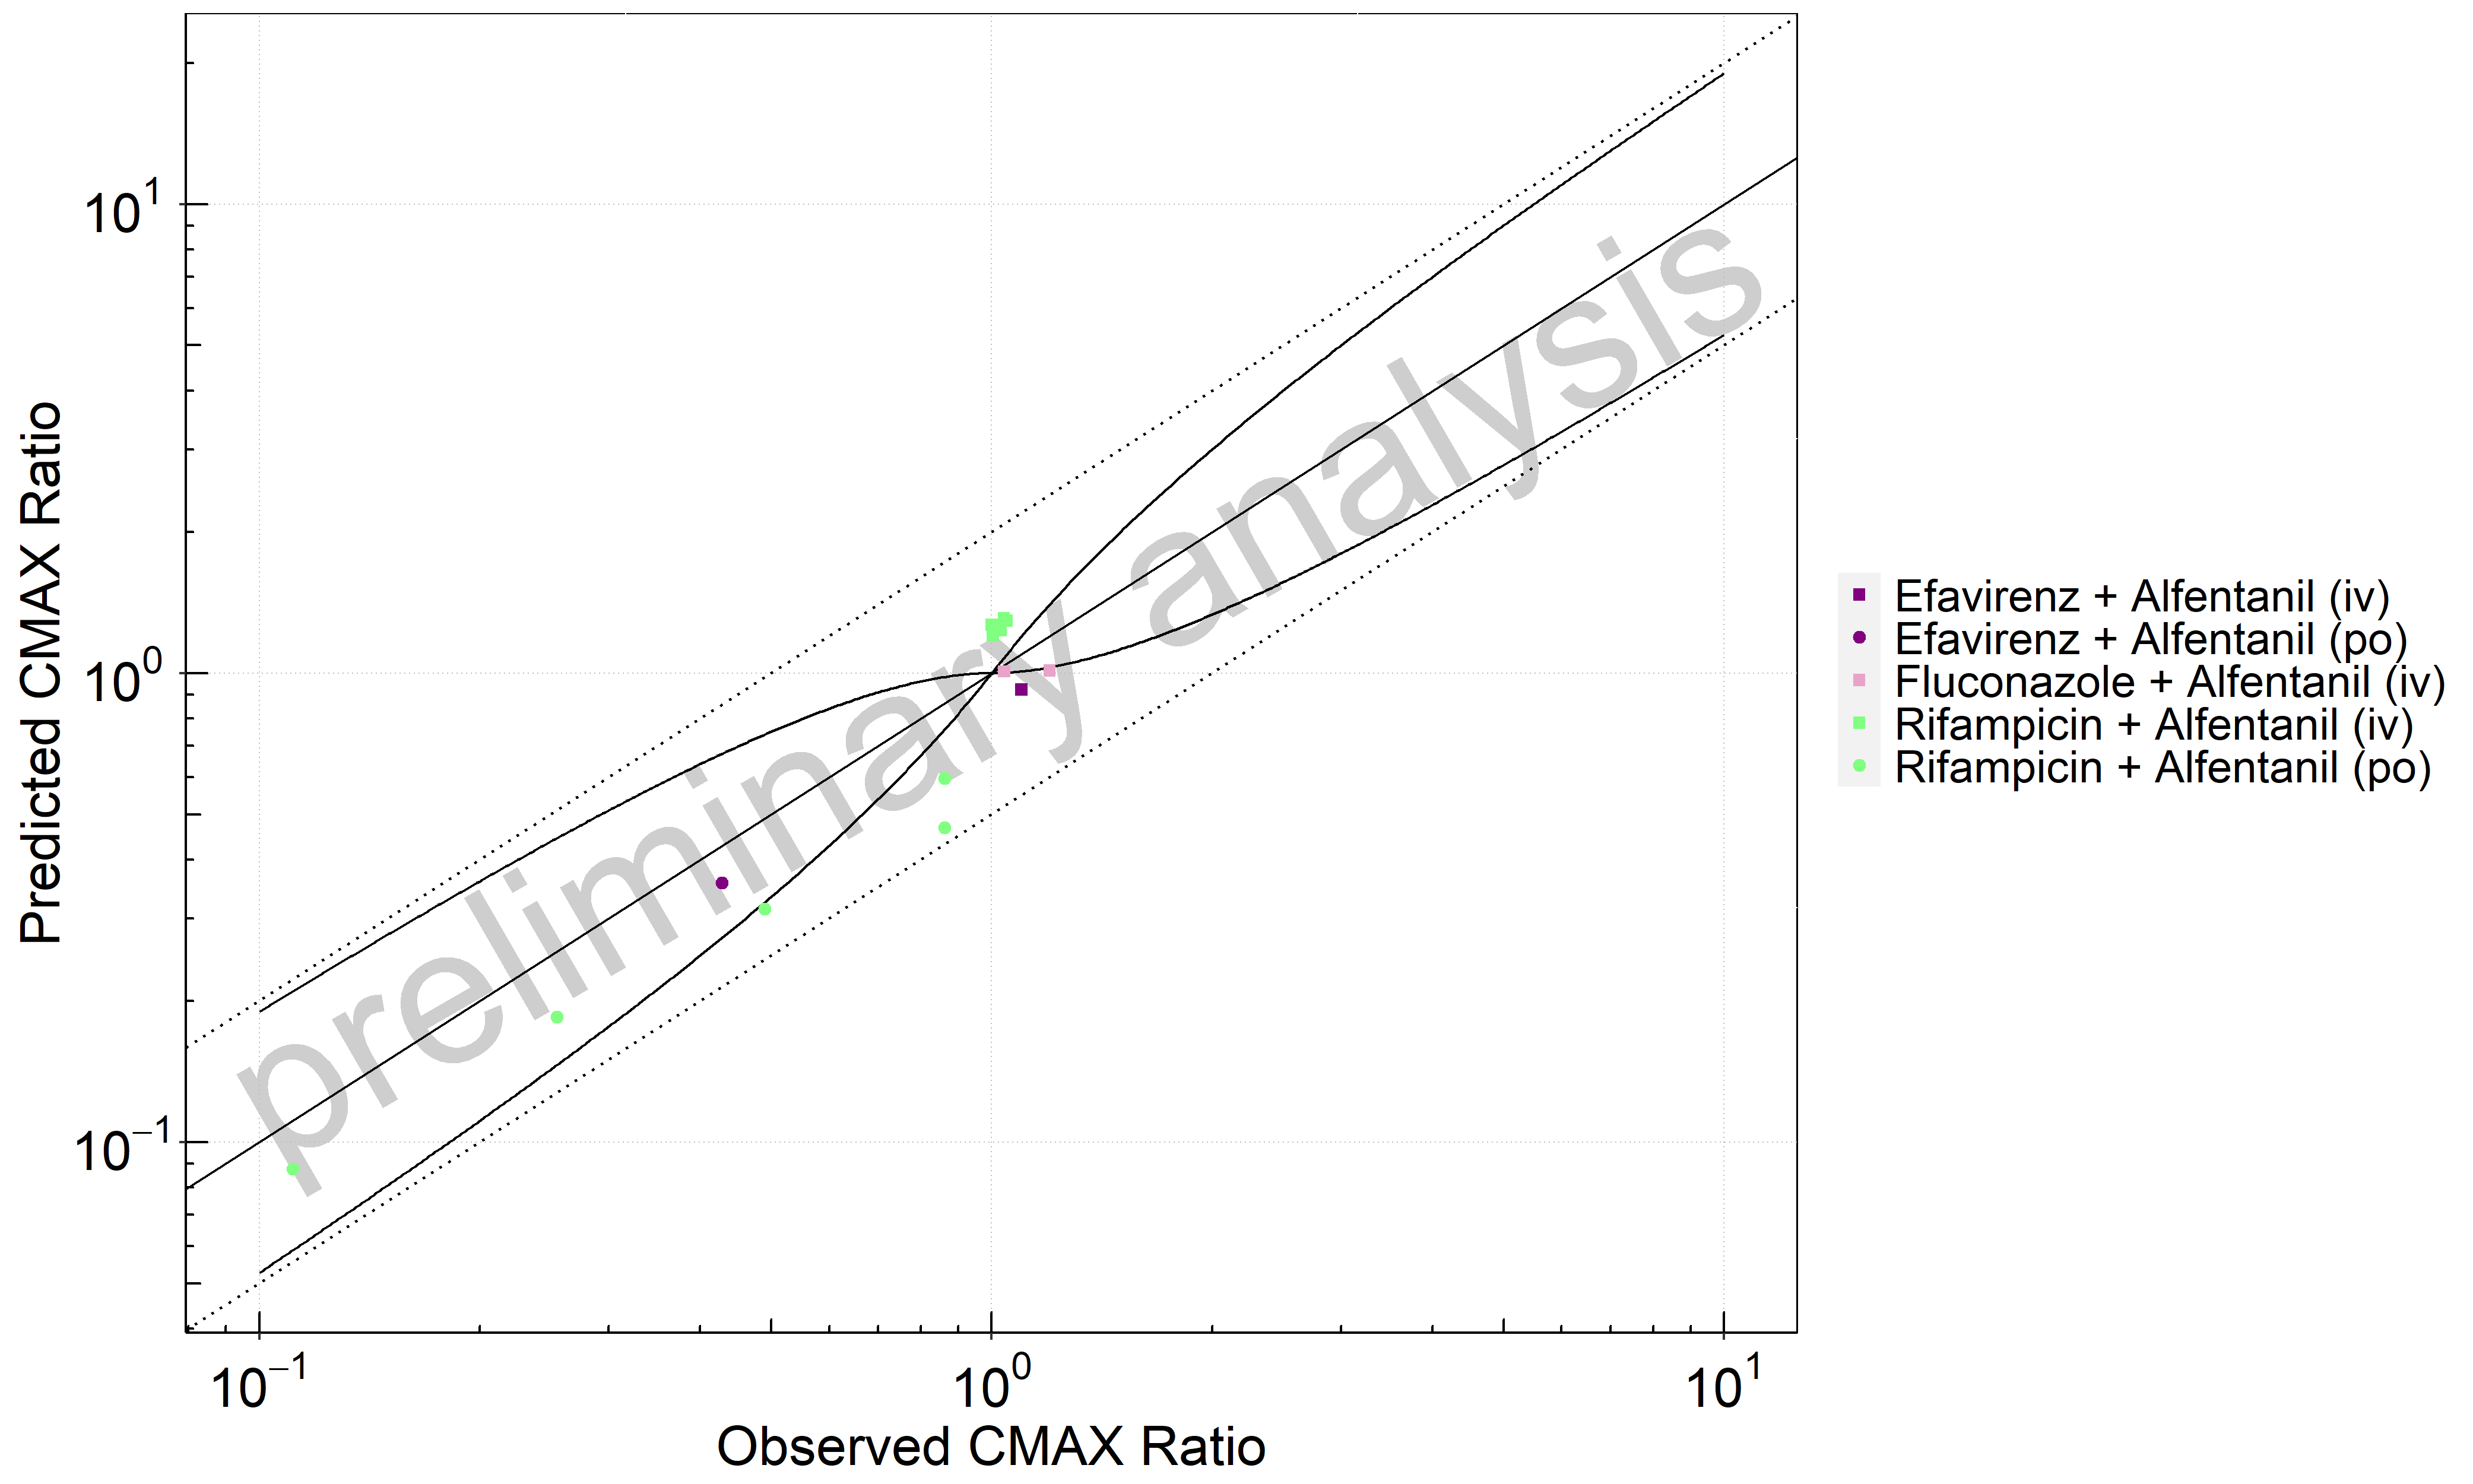 10¹
10⁰
10⁻¹
Predicted CMAX Ratio
preliminary analysis
Efavirenz + Alfentanil (iv)
Efavirenz + Alfentanil (po)
Fluconazole + Alfentanil (iv)
Rifampicin + Alfentanil (iv)
Rifampicin + Alfentanil (po)
10⁻¹
10⁰
10¹
Observed CMAX Ratio